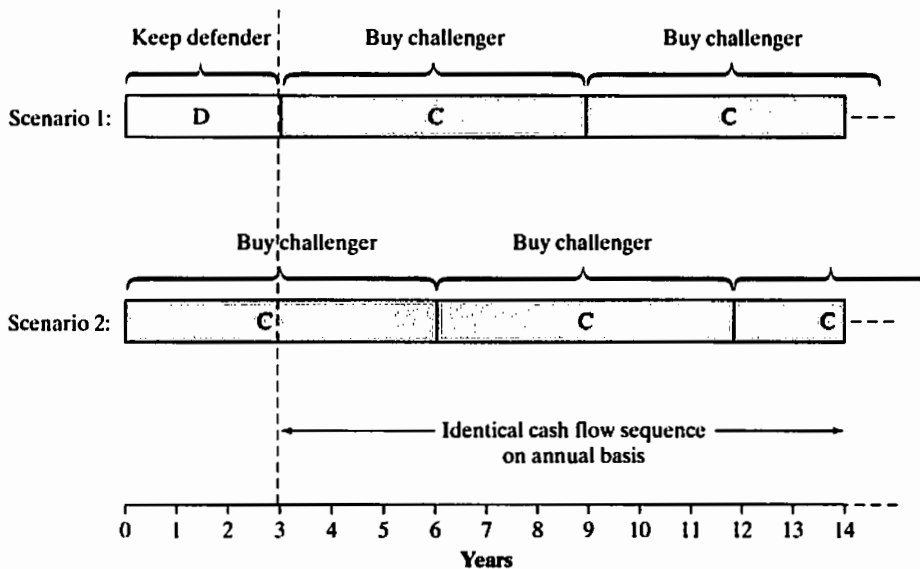 Keep defender
Buy challenger
Buy challenger
Scenario 1:
D
C
C
Buy challenger
Buy challenger
Scenario 2:
C
C
C
Identical cash flow sequence
on annual basis
0 1 2 3 4 5 6 7 8 9 10 11 12 13 14
Years